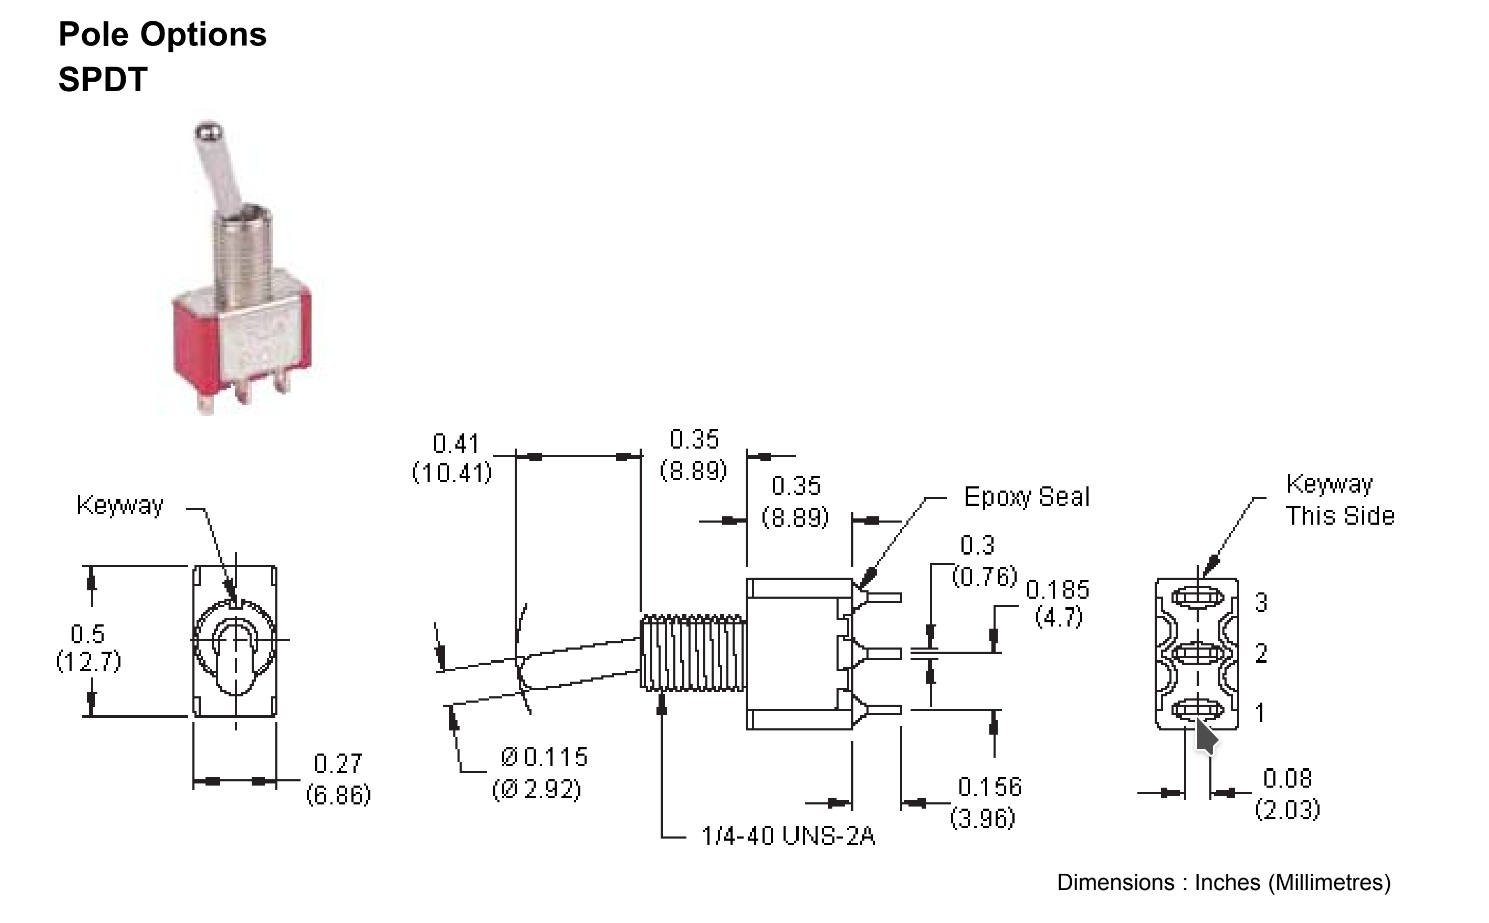 Pole Options
SPDT
0.41
(10.41)
0.35
(8.89)
0.35
(8.89)
Epoxy Seal
Keyway
This Side
Keyway
0.3
(0.76)
0.185
(4.7)
3
2
1
0.5
(12.7)
0.27
(6.86)
Ø 0.115
(Ø 2.92)
0.156
(3.96)
0.08
(2.03)
1/4-40 UNS-2A
Dimensions : Inches (Millimetres)